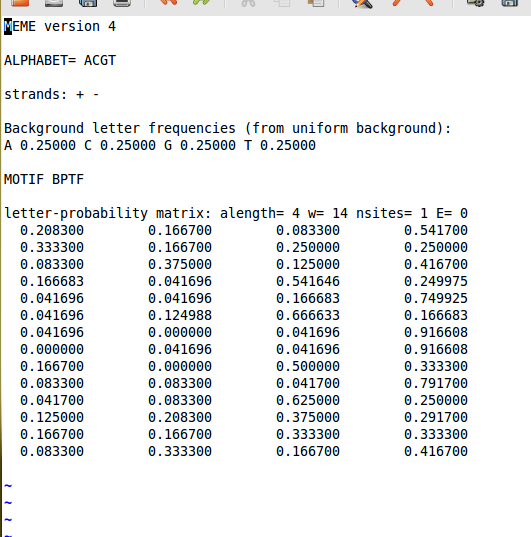 MEME version 4
ALPHABET= ACGT
strands: + -
Background letter frequencies (from uniform background):
A 0.25000 C 0.25000 G 0.25000 T 0.25000
MOTIF BPTF
letter-probability matrix: alength= 4 w= 14 nsites= 1 E= 0
0.208300 0.166700 0.083300 0.541700
0.333300 0.166700 0.250000 0.250000
0.083300 0.375000 0.125000 0.416700
0.166683 0.041696 0.541646 0.249975
0.041696 0.041696 0.166683 0.749925
0.041696 0.124988 0.666633 0.166683
0.041696 0.000000 0.041696 0.916608
0.000000 0.041696 0.041696 0.916608
0.166700 0.000000 0.500000 0.333300
0.083300 0.083300 0.041700 0.791700
0.041700 0.083300 0.625000 0.250000
0.125000 0.208300 0.375000 0.291700
0.166700 0.166700 0.333300 0.333300
0.083300 0.333300 0.166700 0.416700
~
~
~
~